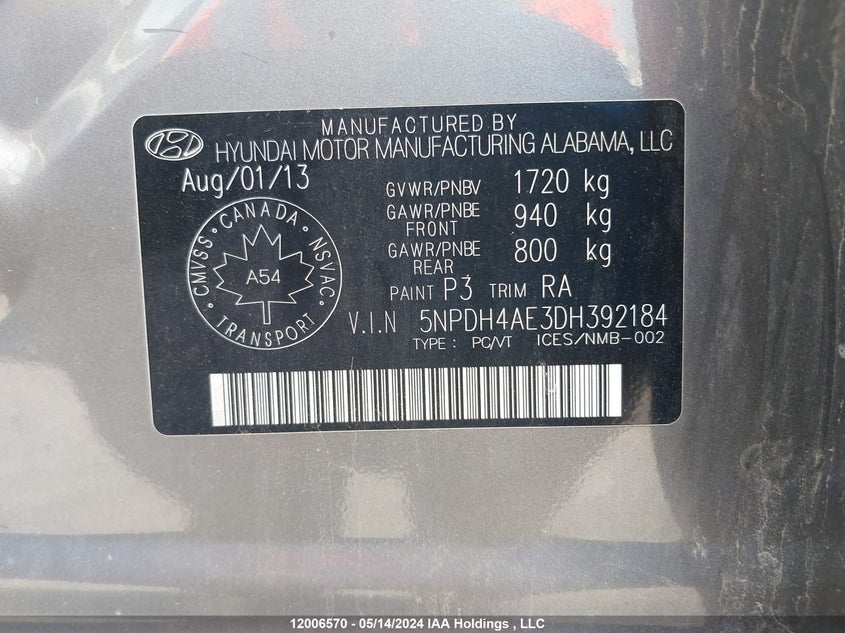 MANUFACTURED BY
HYUNDAI MOTOR MANUFACTURING ALABAMA, LLC
Aug/01/13
GVWR/PNBV 1720 kg
GAWR/PNBE FRONT 940 kg
GAWR/PNBE REAR 800 kg
PAINT P3 TRIM RA
V.I.N 5NPDH4AE3DH392184
TYPE : PC/VT ICES/NMB-002
CANADA
CMVSS
NSVAC
A54
TRANSPORT
12006570 - 05/14/2024 IAA Holdings , LLC